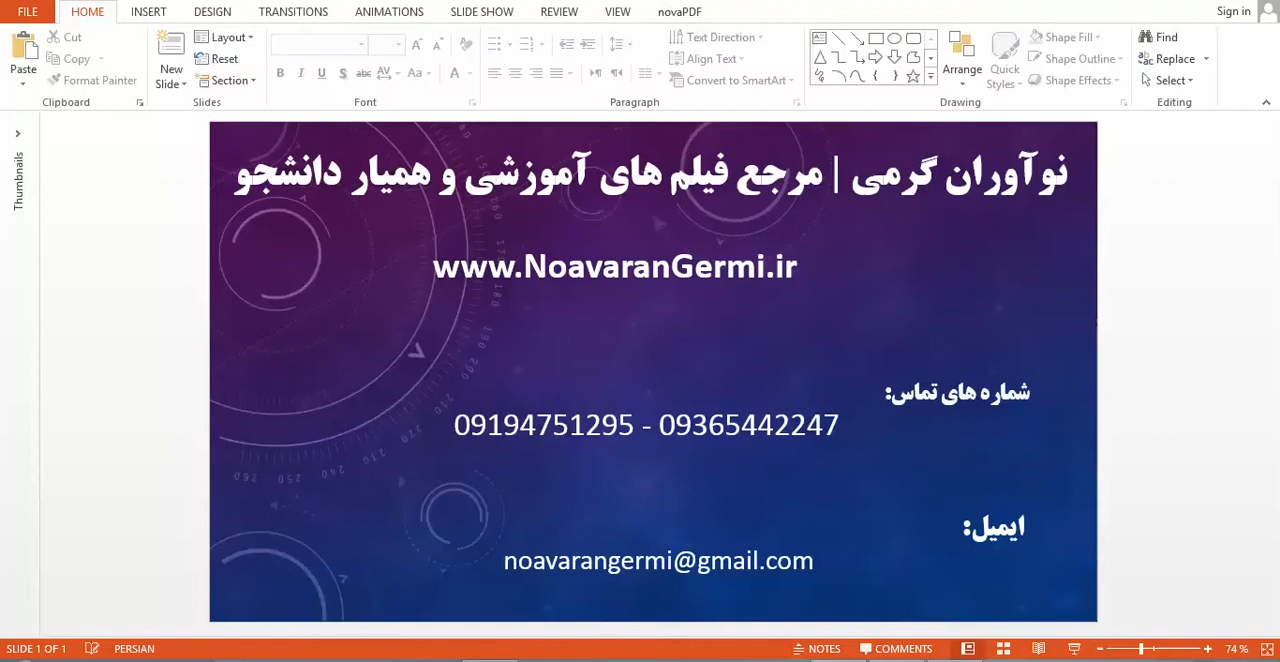 FILE HOME INSERT DESIGN TRANSITIONS ANIMATIONS SLIDE SHOW REVIEW VIEW novaPDF Sign in
Cut
Copy
Format Painter
Paste
Clipboard
New Slide
Layout
Reset
Section
Slides
B I U S abc AV Aa A
Font
Text Direction
Align Text
Convert to SmartArt
Paragraph
Arrange
Quick Styles
Shape Fill
Shape Outline
Shape Effects
Drawing
Find
Replace
Select
Editing
Thumbnails
نوآوران گرمی | مرجع فیلم های آموزشی و همیار دانشجو
www.NoavaranGermi.ir
شماره های تماس:
09194751295 - 09365442247
ایمیل:
noavarangermi@gmail.com
SLIDE 1 OF 1 PERSIAN NOTES COMMENTS 74 %